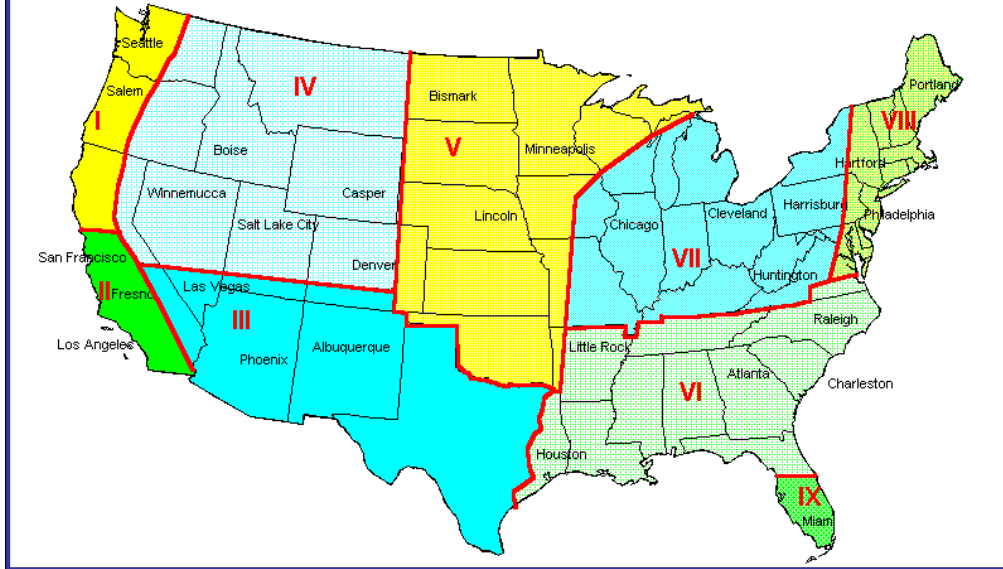 Seattle
Portland
IV
Salem
Bismark
VIII
I
V
Minneapolis
Boise
Hartford
Winnemucca
Casper
Harrisburg
Lincoln
Cleveland
Philadelphia
Salt Lake City
Chicago
San Francisco
Denver
VII
Huntington
II
Fresno
Las Vegas
III
Raleigh
Los Angeles
Albuquerque
Little Rock
Phoenix
Atlanta
Charleston
VI
Houston
IX
Miami